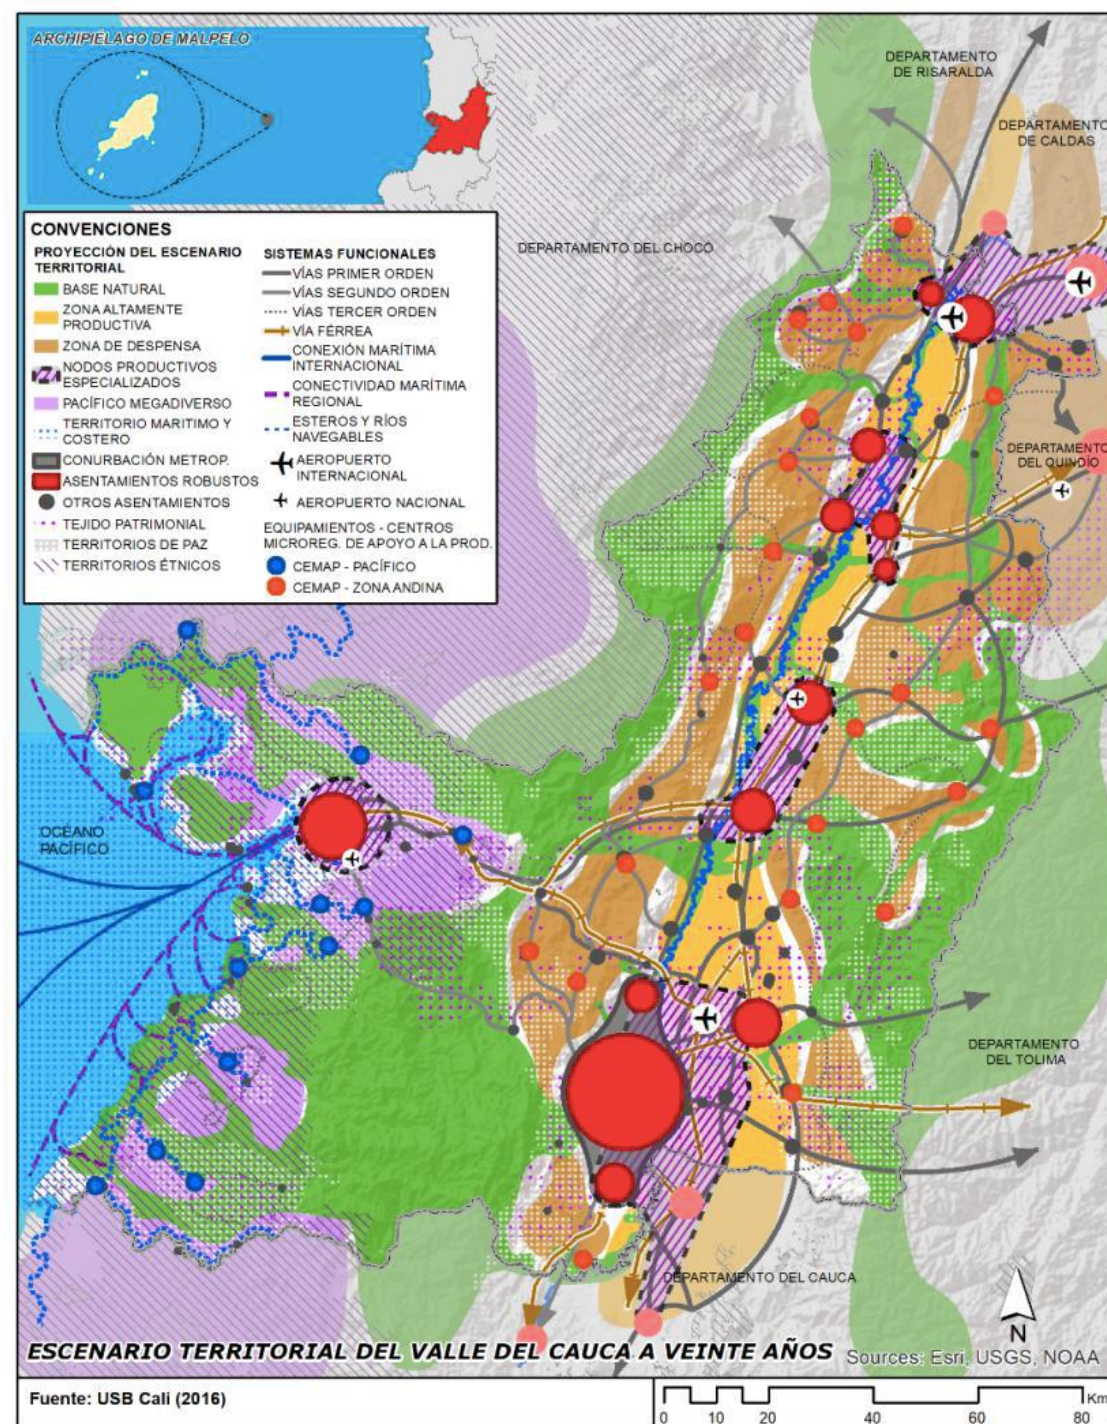 ARCHIPIÉLAGO DE MALPELO
CONVENCIONES
PROYECCIÓN DEL ESCENARIO
TERRITORIAL
BASE NATURAL
ZONA ALTAMENTE
PRODUCTIVA
ZONA DE DESPENSA
NODOS PRODUCTIVOS
ESPECIALIZADOS
PACÍFICO MEGADIVERSO
TERRITORIO MARITIMO Y
COSTERO
CONURBACIÓN METROP.
ASENTAMIENTOS ROBUSTOS
OTROS ASENTAMIENTOS
TEJIDO PATRIMONIAL
TERRITORIOS DE PAZ
TERRITORIOS ÉTNICOS
SISTEMAS FUNCIONALES
VÍAS PRIMER ORDEN
VÍAS SEGUNDO ORDEN
VÍAS TERCER ORDEN
VÍA FÉRREA
CONEXIÓN MARÍTIMA
INTERNACIONAL
CONECTIVIDAD MARÍTIMA
REGIONAL
ESTEROS Y RÍOS
NAVEGABLES
AEROPUERTO
INTERNACIONAL
AEROPUERTO NACIONAL
EQUIPAMIENTOS - CENTROS
MICROREG. DE APOYO A LA PROD.
CEMAP - PACÍFICO
CEMAP - ZONA ANDINA
DEPARTAMENTO
DE RISARALDA
DEPARTAMENTO
DE CALDAS
DEPARTAMENTO DEL CHOCÓ
DEPARTAMENTO
DEL QUINDÍO
OCÉANO
PACÍFICO
DEPARTAMENTO
DEL TOLIMA
DEPARTAMENTO DEL CAUCA
N
ESCENARIO TERRITORIAL DEL VALLE DEL CAUCA A VEINTE AÑOS
Sources: Esri, USGS, NOAA
Fuente: USB Cali (2016)
Km
0 10 20 40 60 80